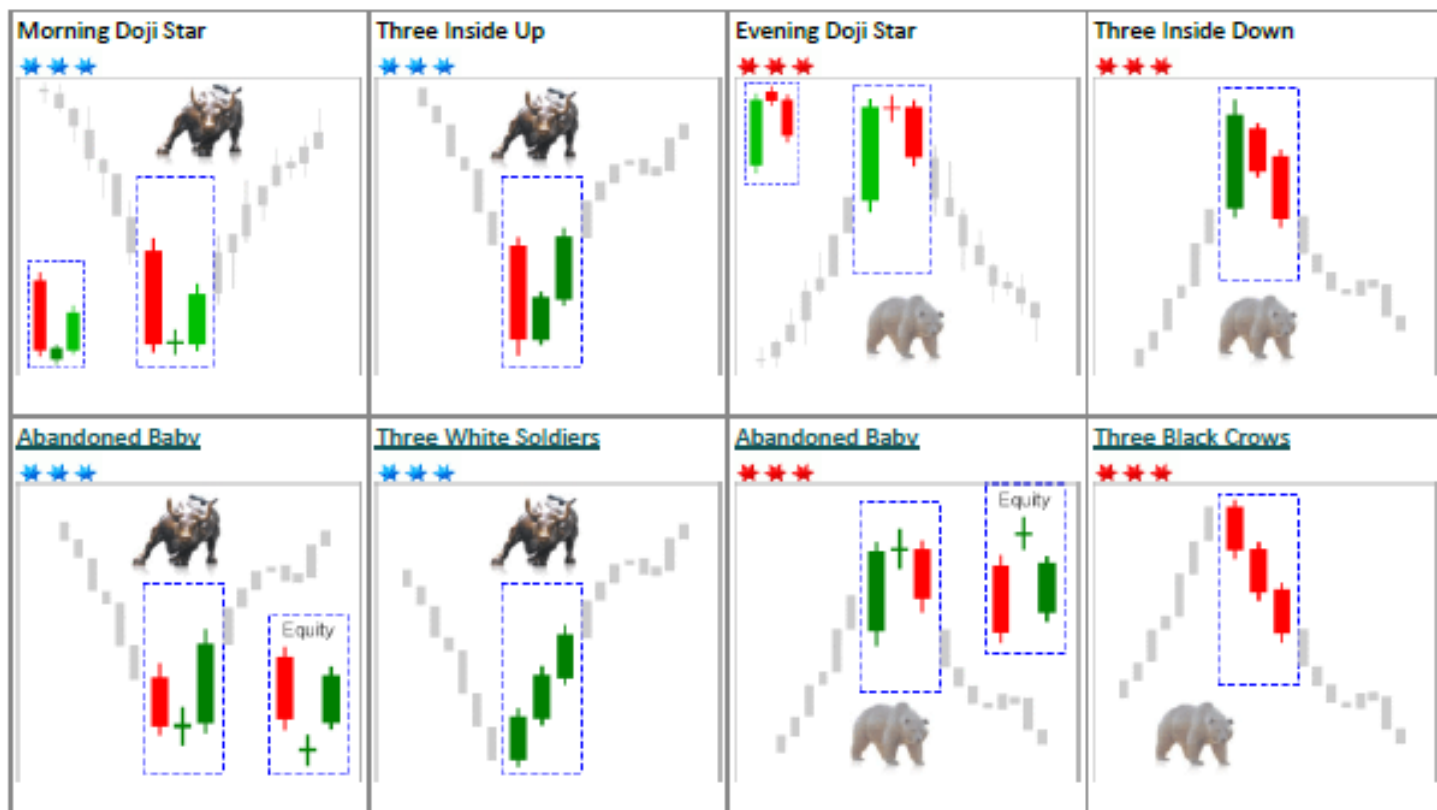 Morning Doji Star
Three Inside Up
Evening Doji Star
Three Inside Down
Abandoned Baby
Equity
Three White Soldiers
Abandoned Baby
Equity
Three Black Crows